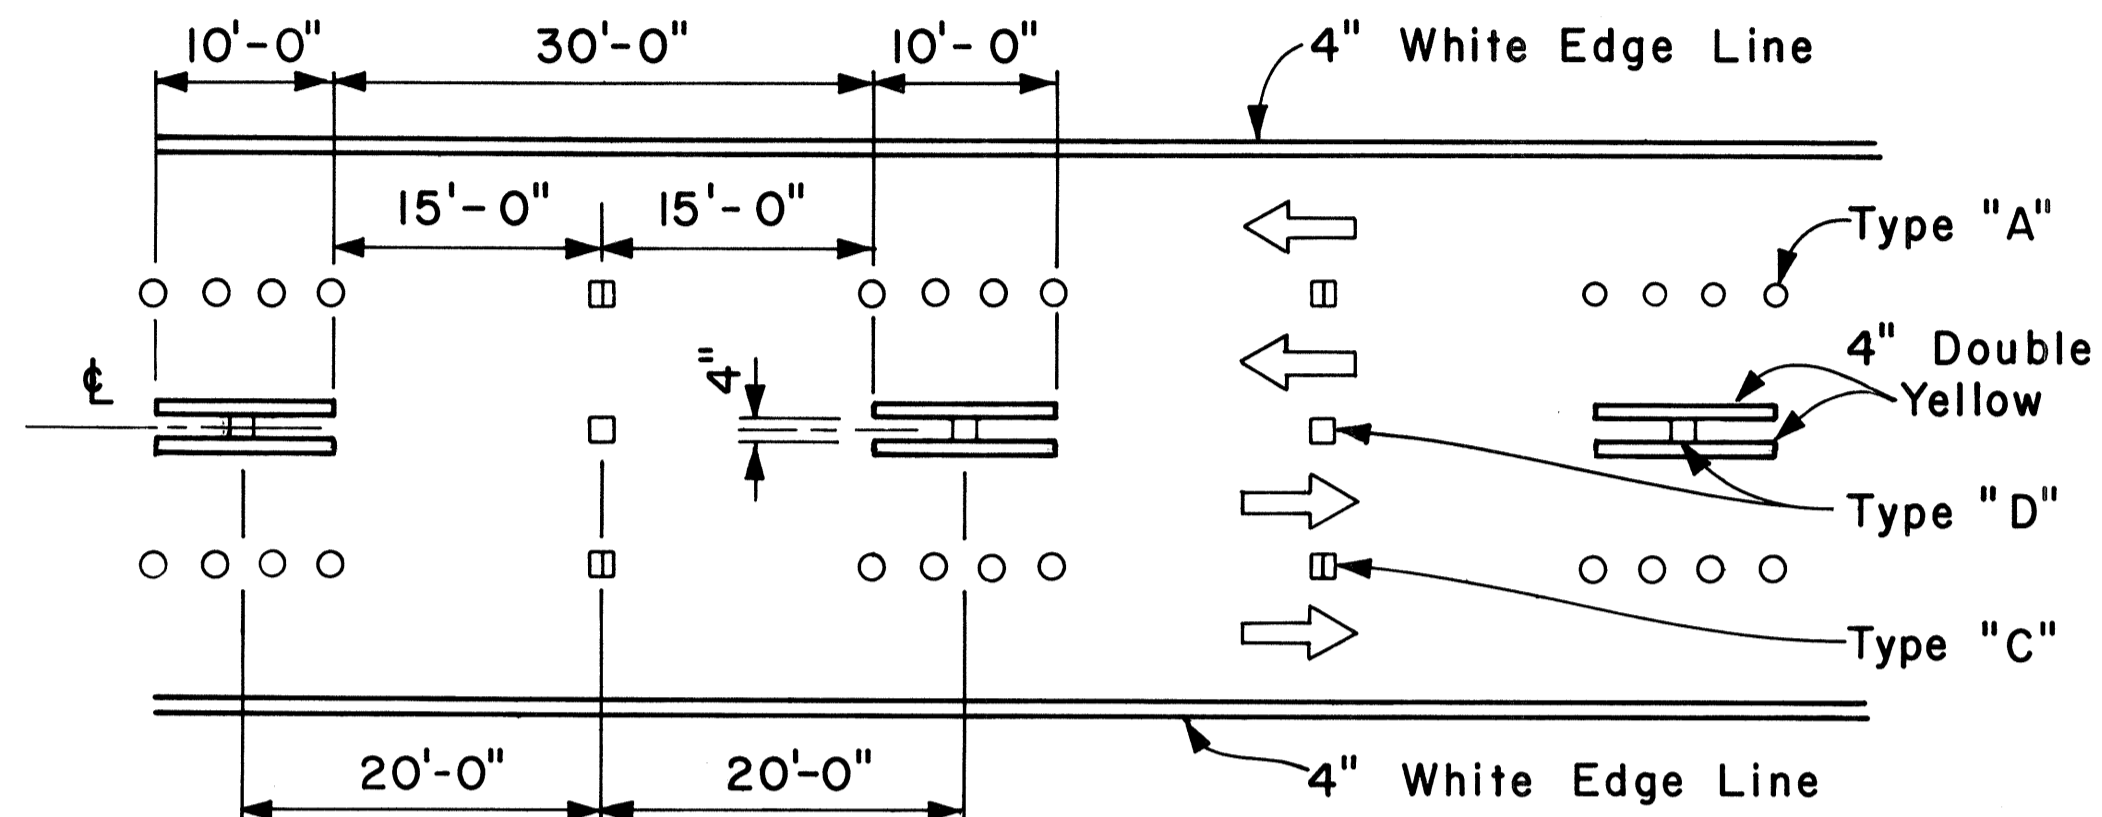 10'-0" 30'-0" 10'-0"
4" White Edge Line
15'-0" 15'-0"
Type "A"
4"
4" Double
Yellow
℄
Type "D"
Type "C"
20'-0" 20'-0"
4" White Edge Line